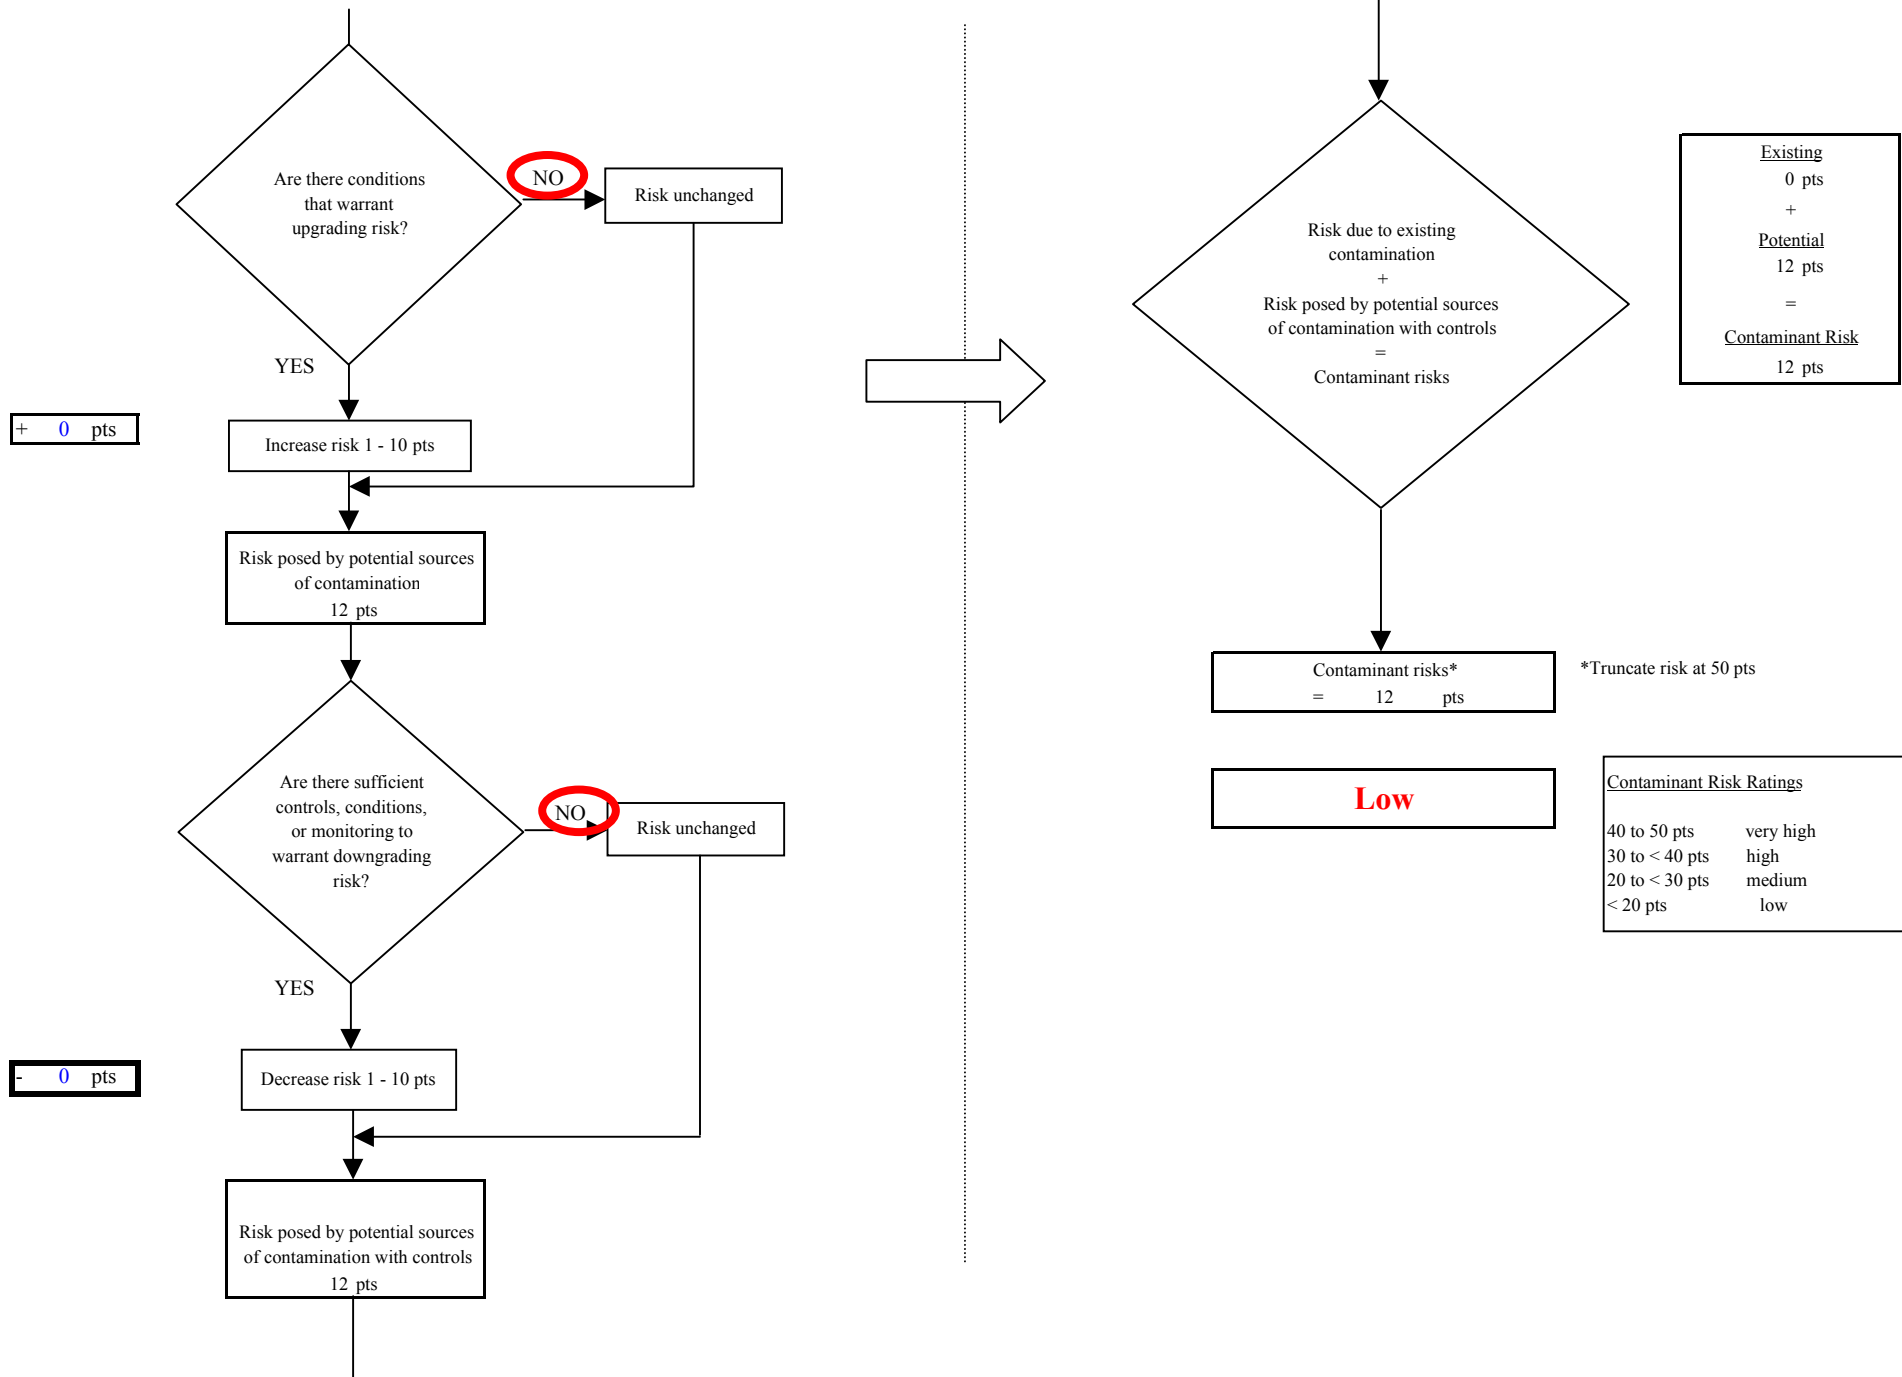 Are there conditions
that warrant
upgrading risk?
NO
Risk unchanged
YES
+ 0 pts
Increase risk 1 - 10 pts
Risk posed by potential sources
of contamination
12 pts
Are there sufficient
controls, conditions,
or monitoring to
warrant downgrading
risk?
NO
Risk unchanged
YES
- 0 pts
Decrease risk 1 - 10 pts
Risk posed by potential sources
of contamination with controls
12 pts
Risk due to existing
contamination
+
Risk posed by potential sources
of contamination with controls
=
Contaminant risks
Existing
0 pts
+
Potential
12 pts
=
Contaminant Risk
12 pts
Contaminant risks*
= 12 pts
*Truncate risk at 50 pts
Low
Contaminant Risk Ratings
40 to 50 pts very high
30 to < 40 pts high
20 to < 30 pts medium
< 20 pts low